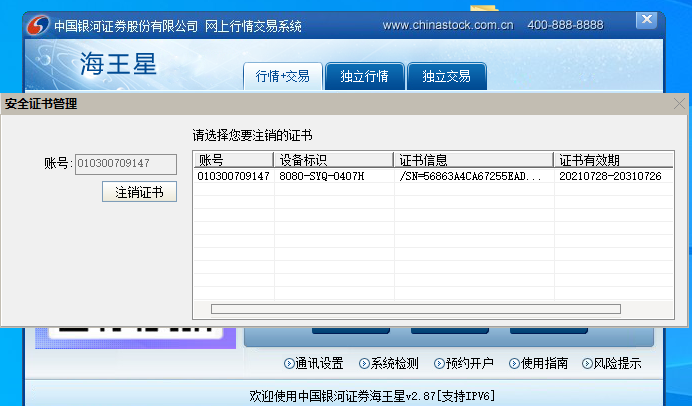 中国银河证券股份有限公司 网上行情交易系统 www.chinastock.com.cn 400-888-8888
海王星
行情+交易 独立行情 独立交易
安全证书管理
请选择您要注销的证书
账号: 010300709147
注销证书
账号 设备标识 证书信息 证书有效期
010300709147 8080-SYQ-0407H /SN=56863A4CA67255EAD... 20210728-20310726
通讯设置 系统检测 预约开户 使用指南 风险提示
欢迎使用中国银河证券海王星v2.87[支持IPV6]